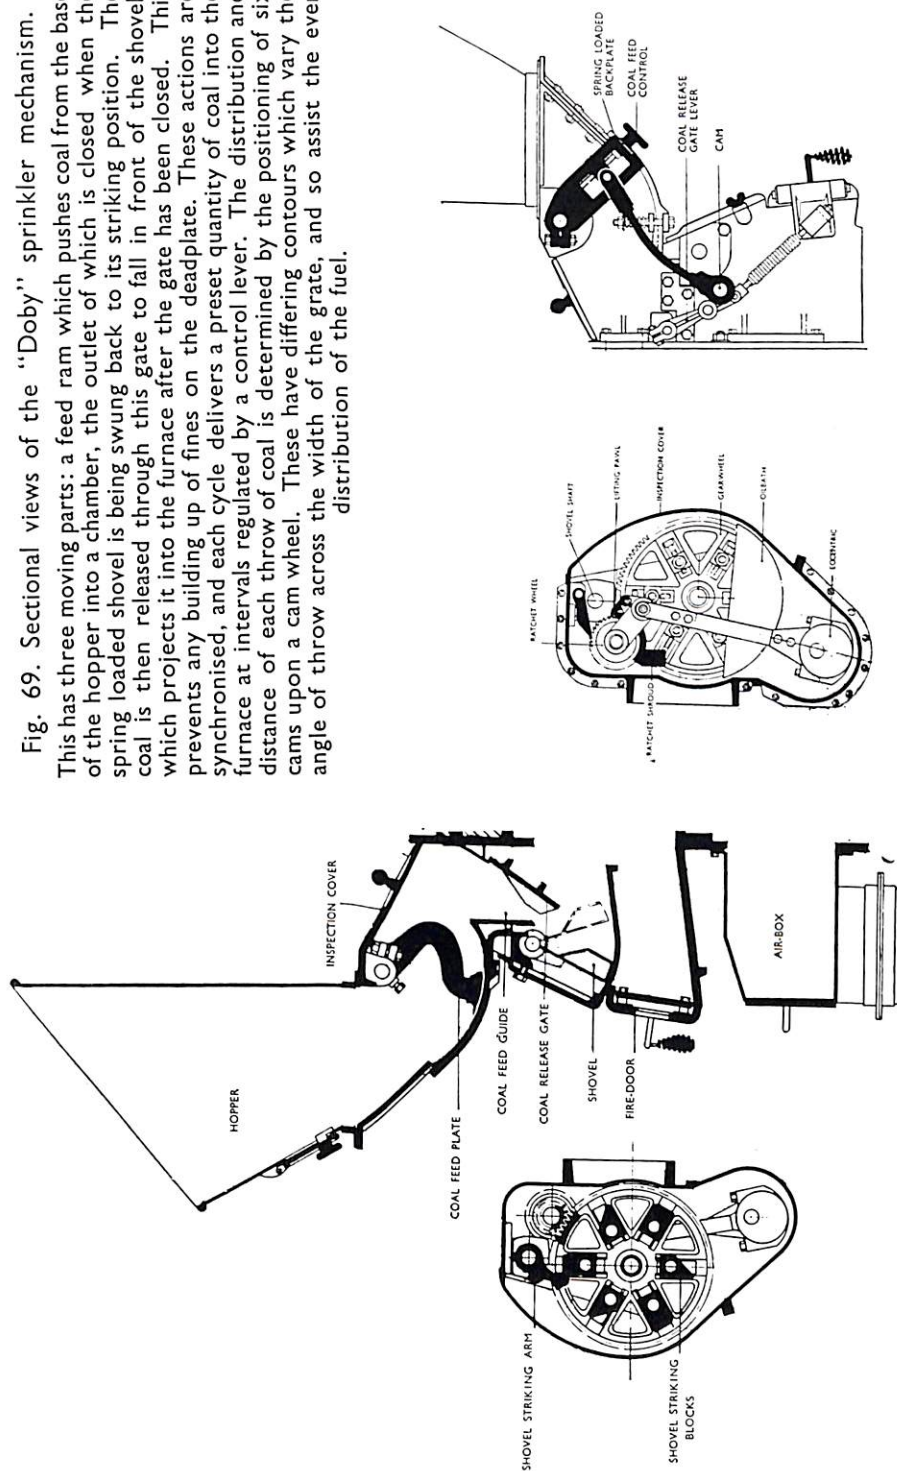 Fig. 69. Sectional views of the "Doby" sprinkler mechanism.
This has three moving parts: a feed ram which pushes coal from the bas
of the hopper into a chamber, the outlet of which is closed when th
spring loaded shovel is being swung back to its striking position. Th
coal is then released through this gate to fall in front of the shovel
which projects it into the furnace after the gate has been closed. Thi
prevents any building up of fines on the deadplate. These actions ar
synchronised, and each cycle delivers a preset quantity of coal into th
furnace at intervals regulated by a control lever. The distribution and
distance of each throw of coal is determined by the positioning of six
cams upon a cam wheel. These have differing contours which vary the
angle of throw across the width of the grate, and so assist the even
distribution of the fuel.
HOPPER
INSPECTION COVER
COAL FEED PLATE
COAL FEED GUIDE
COAL RELEASE GATE
SHOVEL
FIRE-DOOR
AIR-BOX
SHOVEL STRIKING ARM
SHOVEL STRIKING
BLOCKS
RATCHET WHEEL
SHOVEL SHAFT
LIFTING PAWL
INSPECTION COVER
GEARWHEEL
OILBATH
ECCENTRIC
RATCHET SHROUD
SPRING LOADED
BACKPLATE
COAL FEED
CONTROL
COAL RELEASE
GATE LEVER
CAM